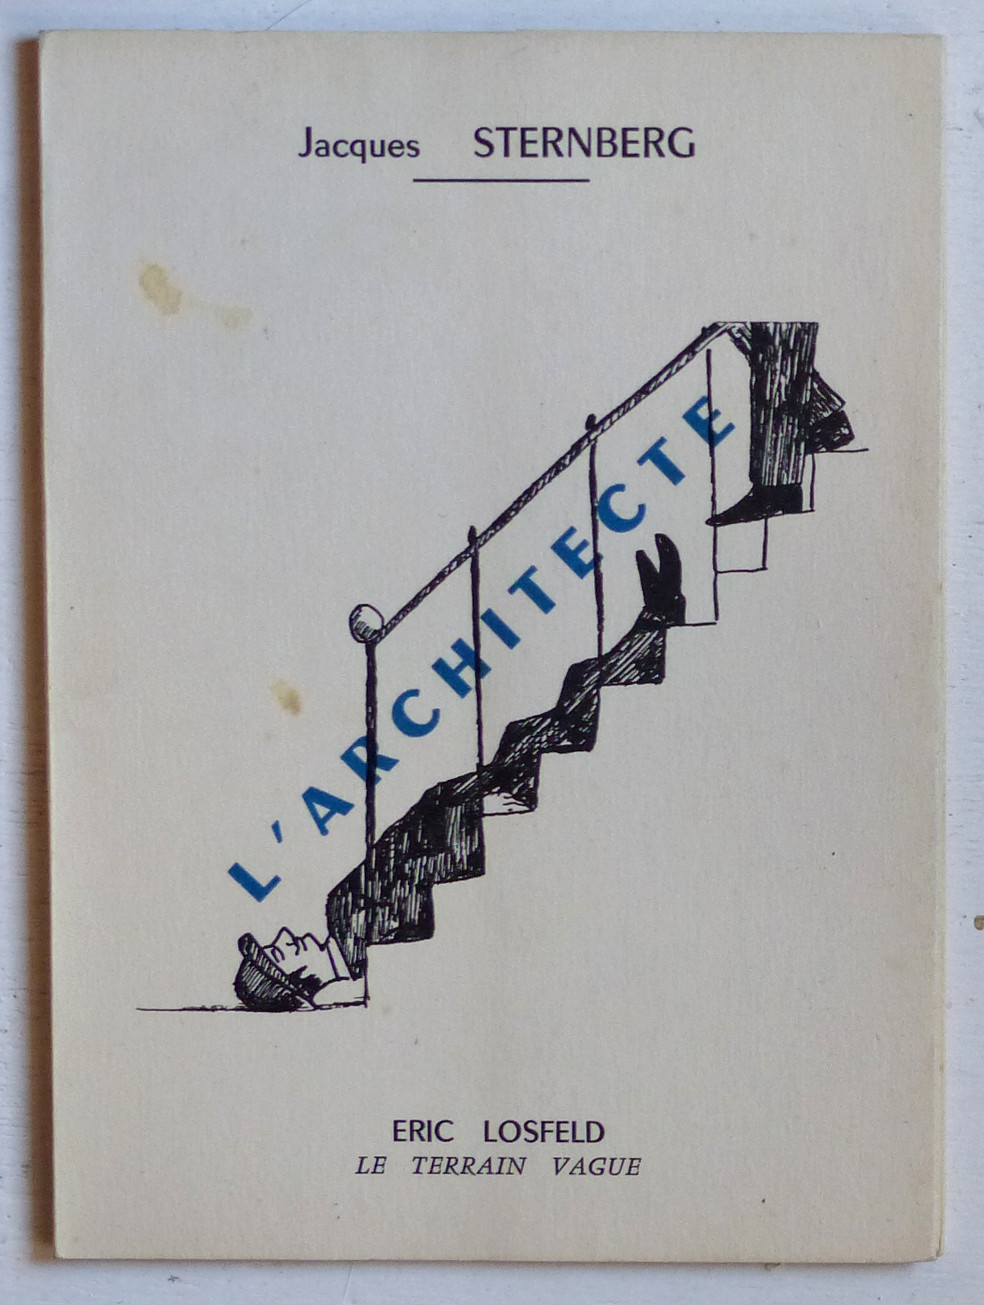 Jacques STERNBERG
L'ARCHITECTE
ERIC LOSFELD
LE TERRAIN VAGUE